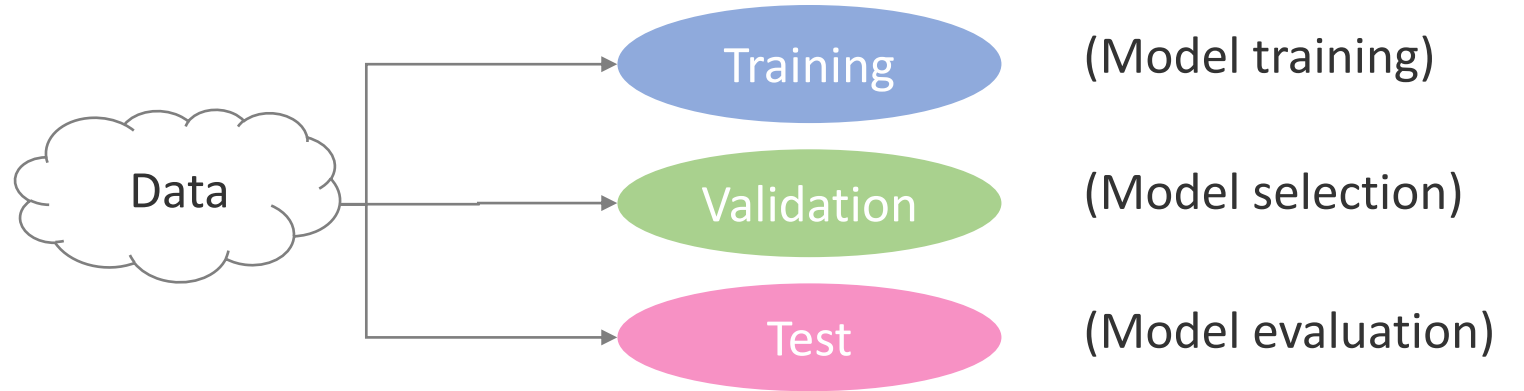 Training (Model training)
Data
Validation (Model selection)
Test (Model evaluation)